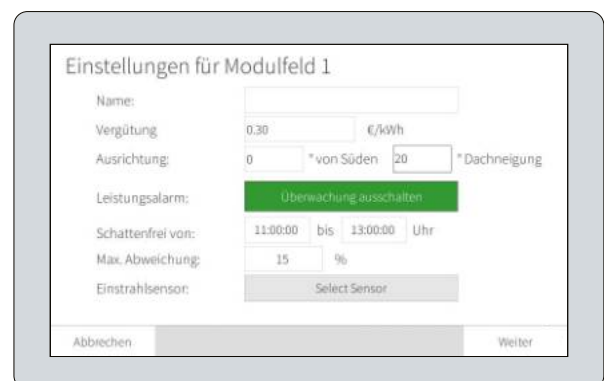 Einstellungen für Modulfeld 1
Name:
Vergütung 0.30 €/kWh
Ausrichtung: 0 ° von Süden 20 ° Dachneigung
Leistungsalarm: Überwachung ausschalten
Schattenfrei von: 11:00:00 bis 13:00:00 Uhr
Max. Abweichung: 15 %
Einstrahlsensor: Select Sensor
Abbrechen Weiter